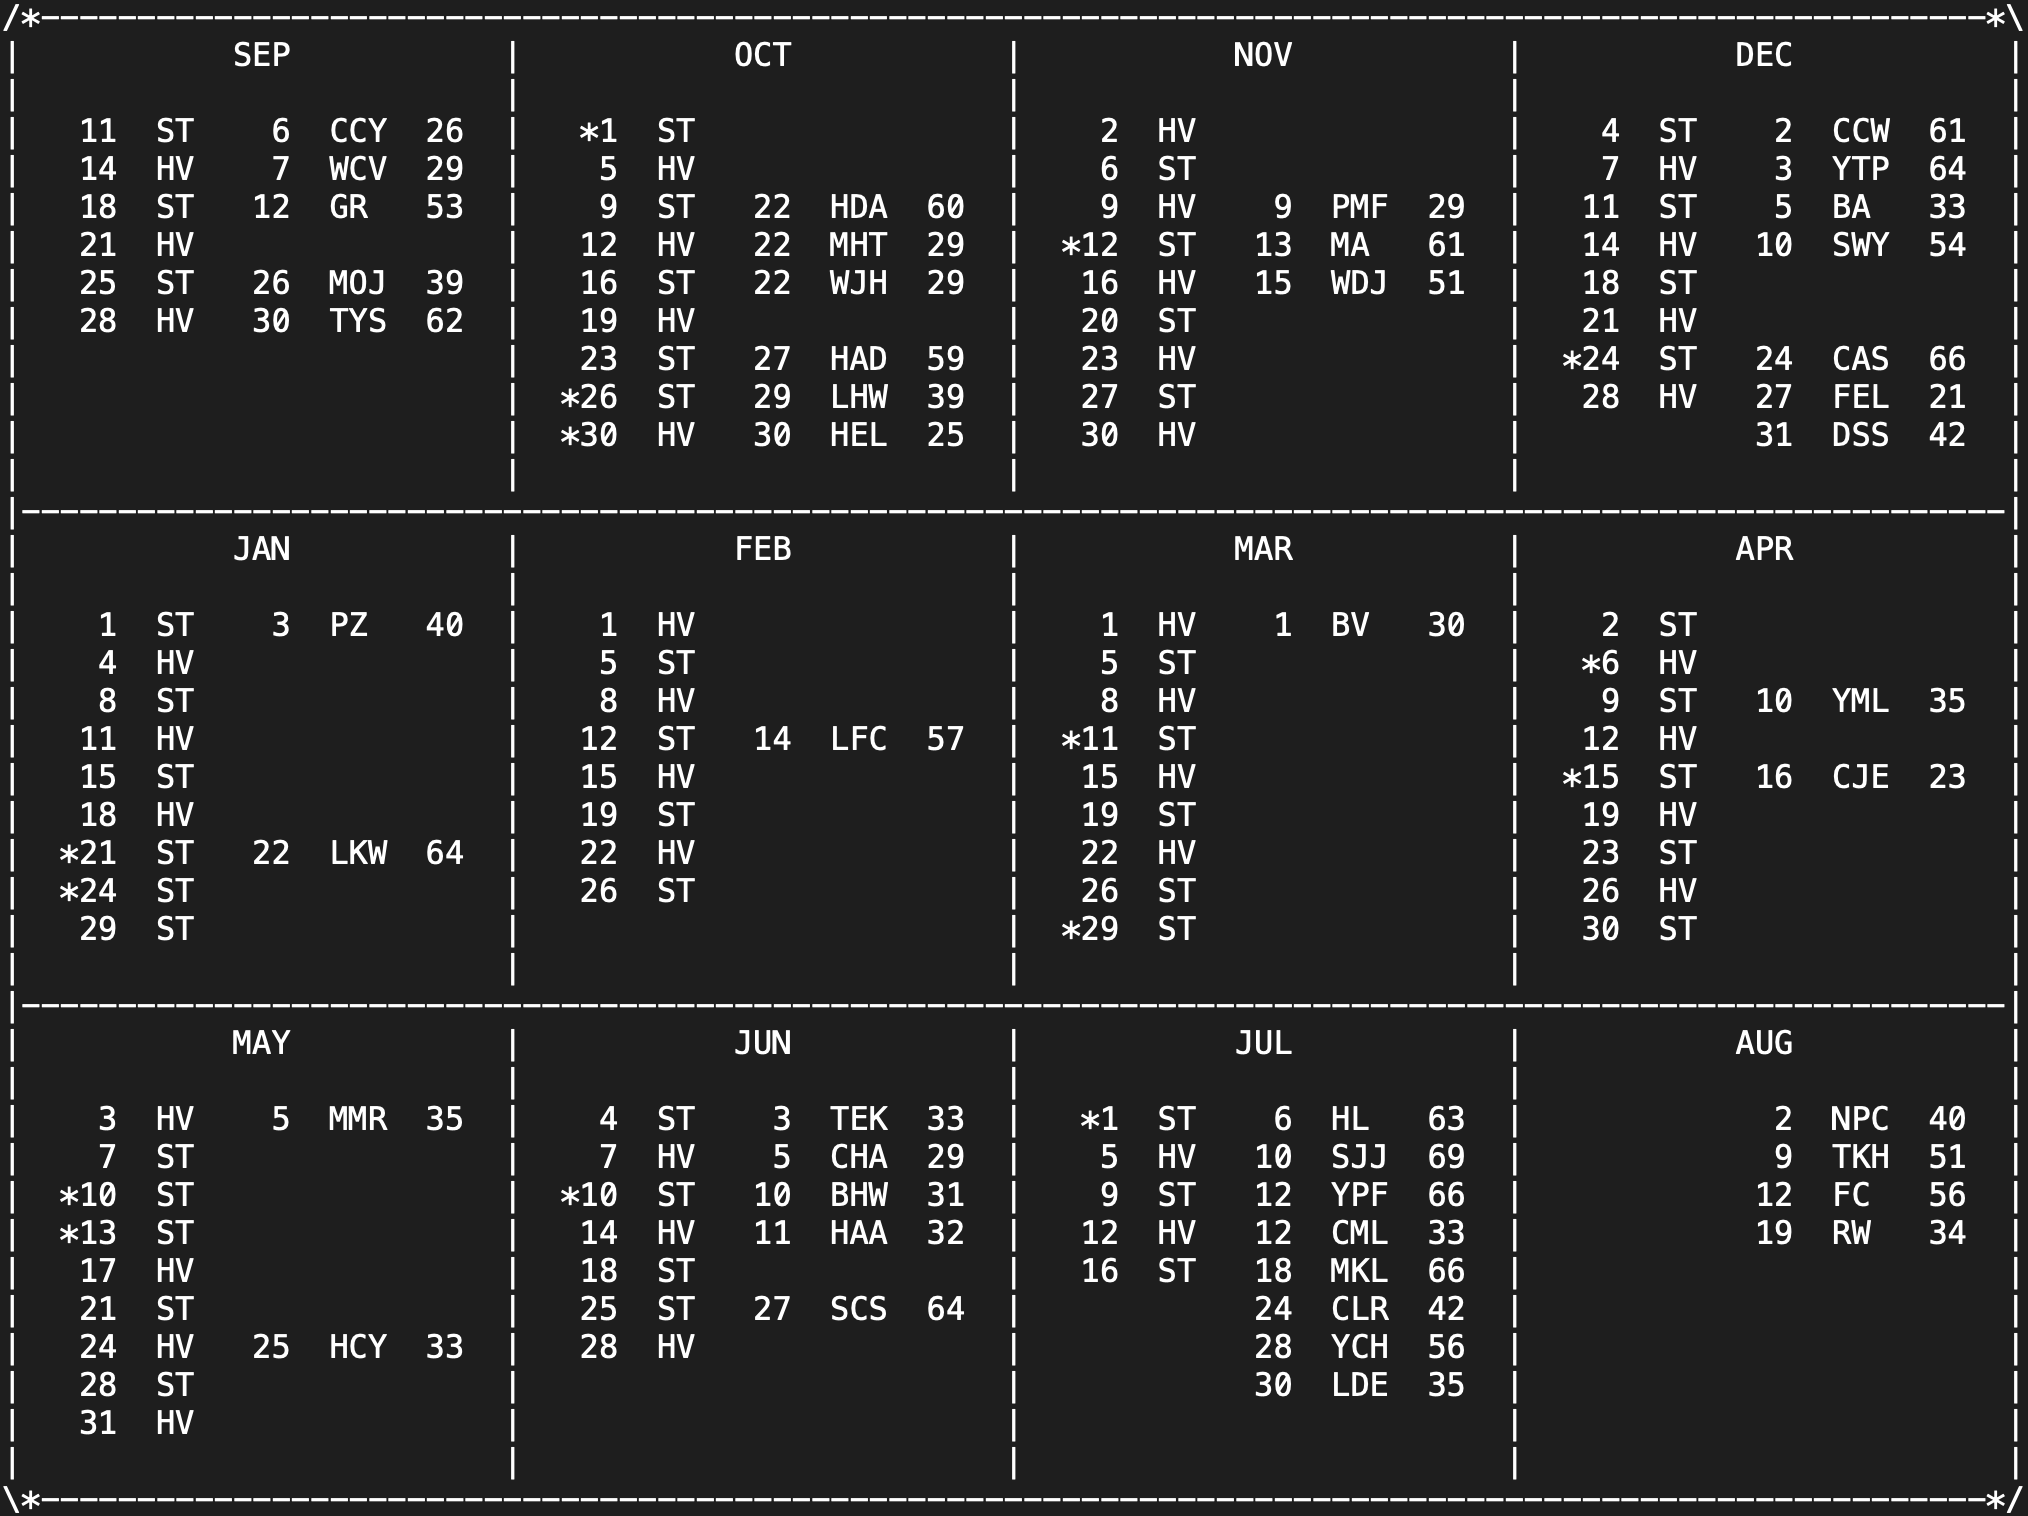 /*-----------------------------------------------------------------------------------------------------*\
|           SEP           |           OCT           |           NOV           |           DEC           |
|                         |                         |                         |                         |
|   11  ST    6  CCY  26  |   *1  ST                |    2  HV                |    4  ST    2  CCW  61  |
|   14  HV    7  WCV  29  |    5  HV                |    6  ST                |    7  HV    3  YTP  64  |
|   18  ST   12  GR   53  |    9  ST   22  HDA  60  |    9  HV    9  PMF  29  |   11  ST    5  BA   33  |
|   21  HV                |   12  HV   22  MHT  29  |  *12  ST   13  MA   61  |   14  HV   10  SWY  54  |
|   25  ST   26  MOJ  39  |   16  ST   22  WJH  29  |   16  HV   15  WDJ  51  |   18  ST                |
|   28  HV   30  TYS  62  |   19  HV                |   20  ST                |   21  HV                |
|                         |   23  ST   27  HAD  59  |   23  HV                |  *24  ST   24  CAS  66  |
|                         |  *26  ST   29  LHW  39  |   27  ST                |   28  HV   27  FEL  21  |
|                         |  *30  HV   30  HEL  25  |   30  HV                |            31  DSS  42  |
|                         |                         |                         |                         |
|-------------------------------------------------------------------------------------------------------|
|           JAN           |           FEB           |           MAR           |           APR           |
|                         |                         |                         |                         |
|    1  ST    3  PZ   40  |    1  HV                |    1  HV    1  BV   30  |    2  ST                |
|    4  HV                |    5  ST                |    5  ST                |   *6  HV                |
|    8  ST                |    8  HV                |    8  HV                |    9  ST   10  YML  35  |
|   11  HV                |   12  ST   14  LFC  57  |  *11  ST                |   12  HV                |
|   15  ST                |   15  HV                |   15  HV                |  *15  ST   16  CJE  23  |
|   18  HV                |   19  ST                |   19  ST                |   19  HV                |
|  *21  ST   22  LKW  64  |   22  HV                |   22  HV                |   23  ST                |
|  *24  ST                |   26  ST                |   26  ST                |   26  HV                |
|   29  ST                |                         |  *29  ST                |   30  ST                |
|                         |                         |                         |                         |
|-------------------------------------------------------------------------------------------------------|
|           MAY           |           JUN           |           JUL           |           AUG           |
|                         |                         |                         |                         |
|    3  HV    5  MMR  35  |    4  ST    3  TEK  33  |   *1  ST    6  HL   63  |             2  NPC  40  |
|    7  ST                |    7  HV    5  CHA  29  |    5  HV   10  SJJ  69  |             9  TKH  51  |
|  *10  ST                |  *10  ST   10  BHW  31  |    9  ST   12  YPF  66  |            12  FC   56  |
|  *13  ST                |   14  HV   11  HAA  32  |   12  HV   12  CML  33  |            19  RW   34  |
|   17  HV                |   18  ST                |   16  ST   18  MKL  66  |                         |
|   21  ST                |   25  ST   27  SCS  64  |            24  CLR  42  |                         |
|   24  HV   25  HCY  33  |   28  HV                |            28  YCH  56  |                         |
|   28  ST                |                         |            30  LDE  35  |                         |
|   31  HV                |                         |                         |                         |
|                         |                         |                         |                         |
\*-----------------------------------------------------------------------------------------------------*/